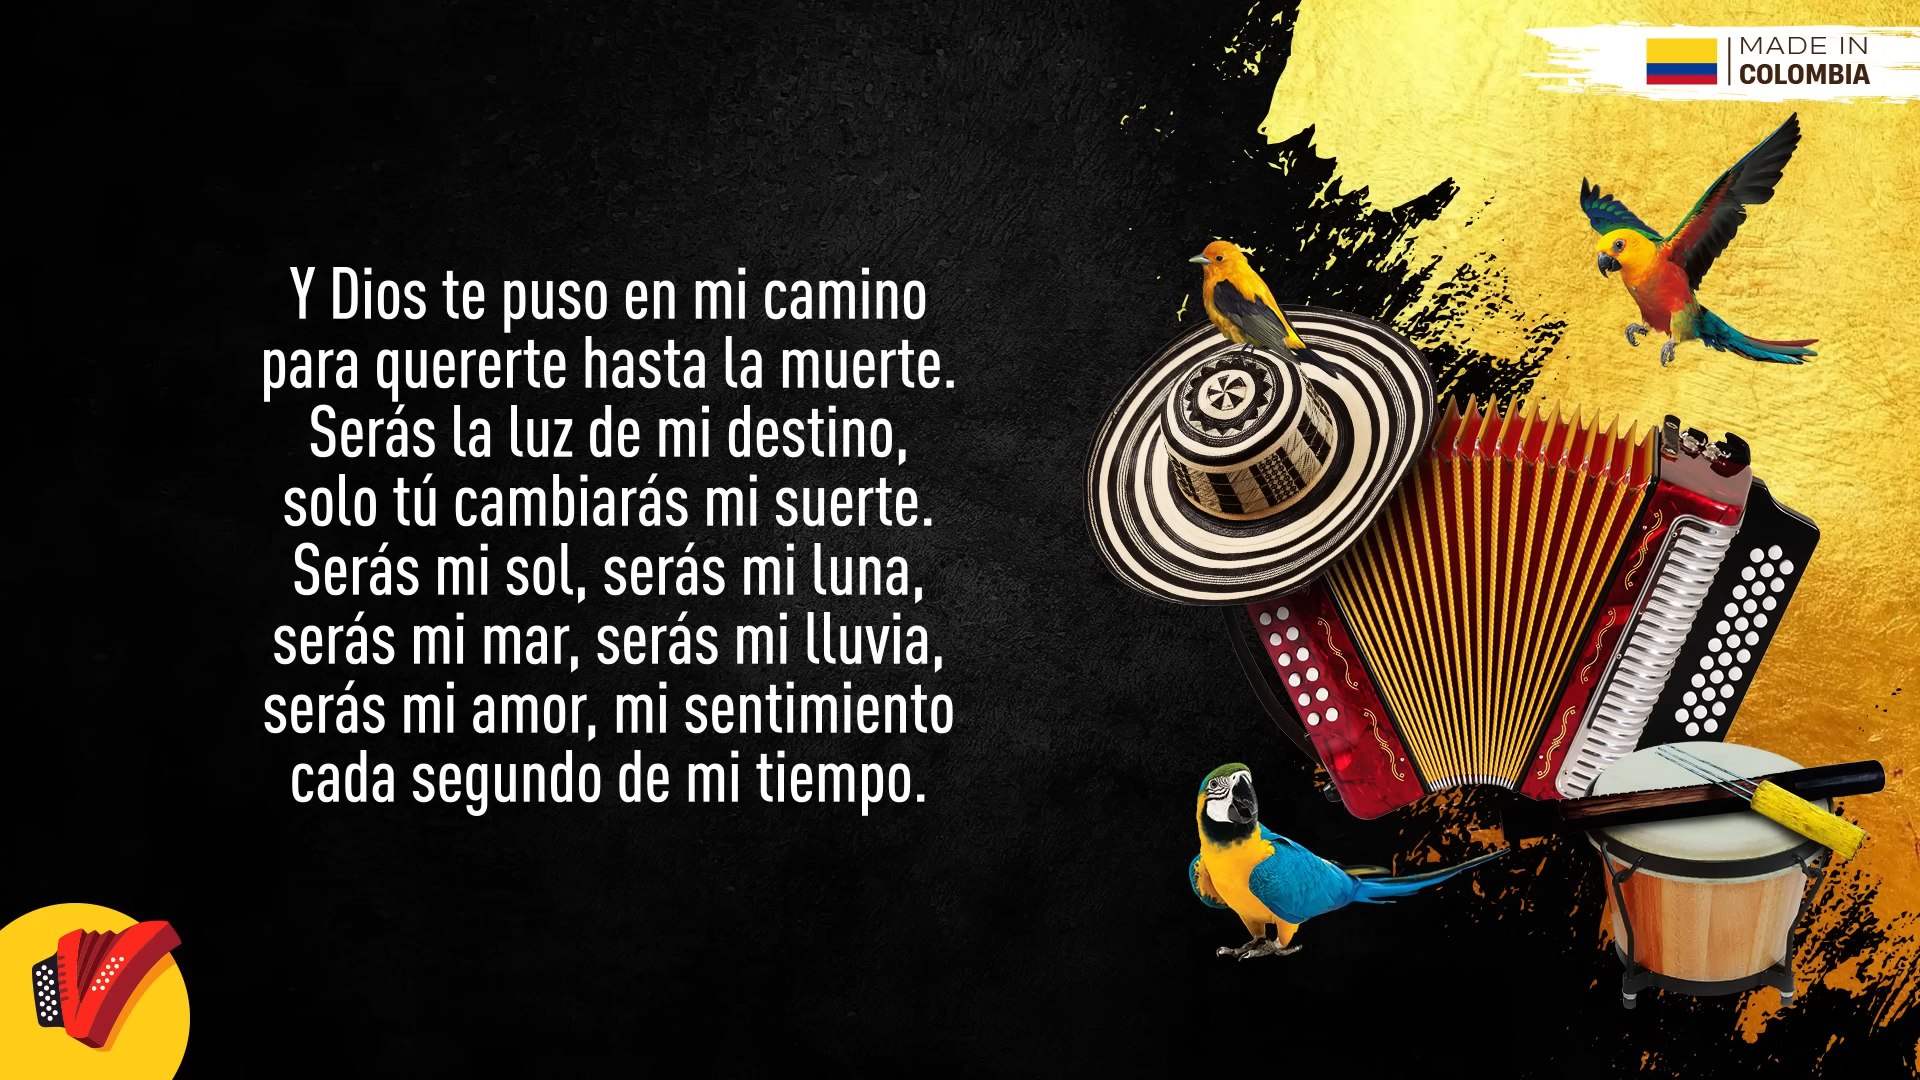 MADE IN
COLOMBIA
Y Dios te puso en mi camino
para quererte hasta la muerte.
Serás la luz de mi destino,
solo tú cambiarás mi suerte.
Serás mi sol, serás mi luna,
serás mi mar, serás mi lluvia,
serás mi amor, mi sentimiento
cada segundo de mi tiempo.